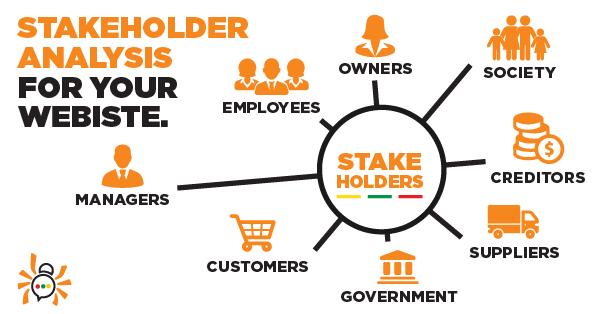 STAKEHOLDER
ANALYSIS
FOR YOUR
WEBISTE.
OWNERS
SOCIETY
EMPLOYEES
STAKE
HOLDERS
CREDITORS
$
MANAGERS
SUPPLIERS
CUSTOMERS
GOVERNMENT